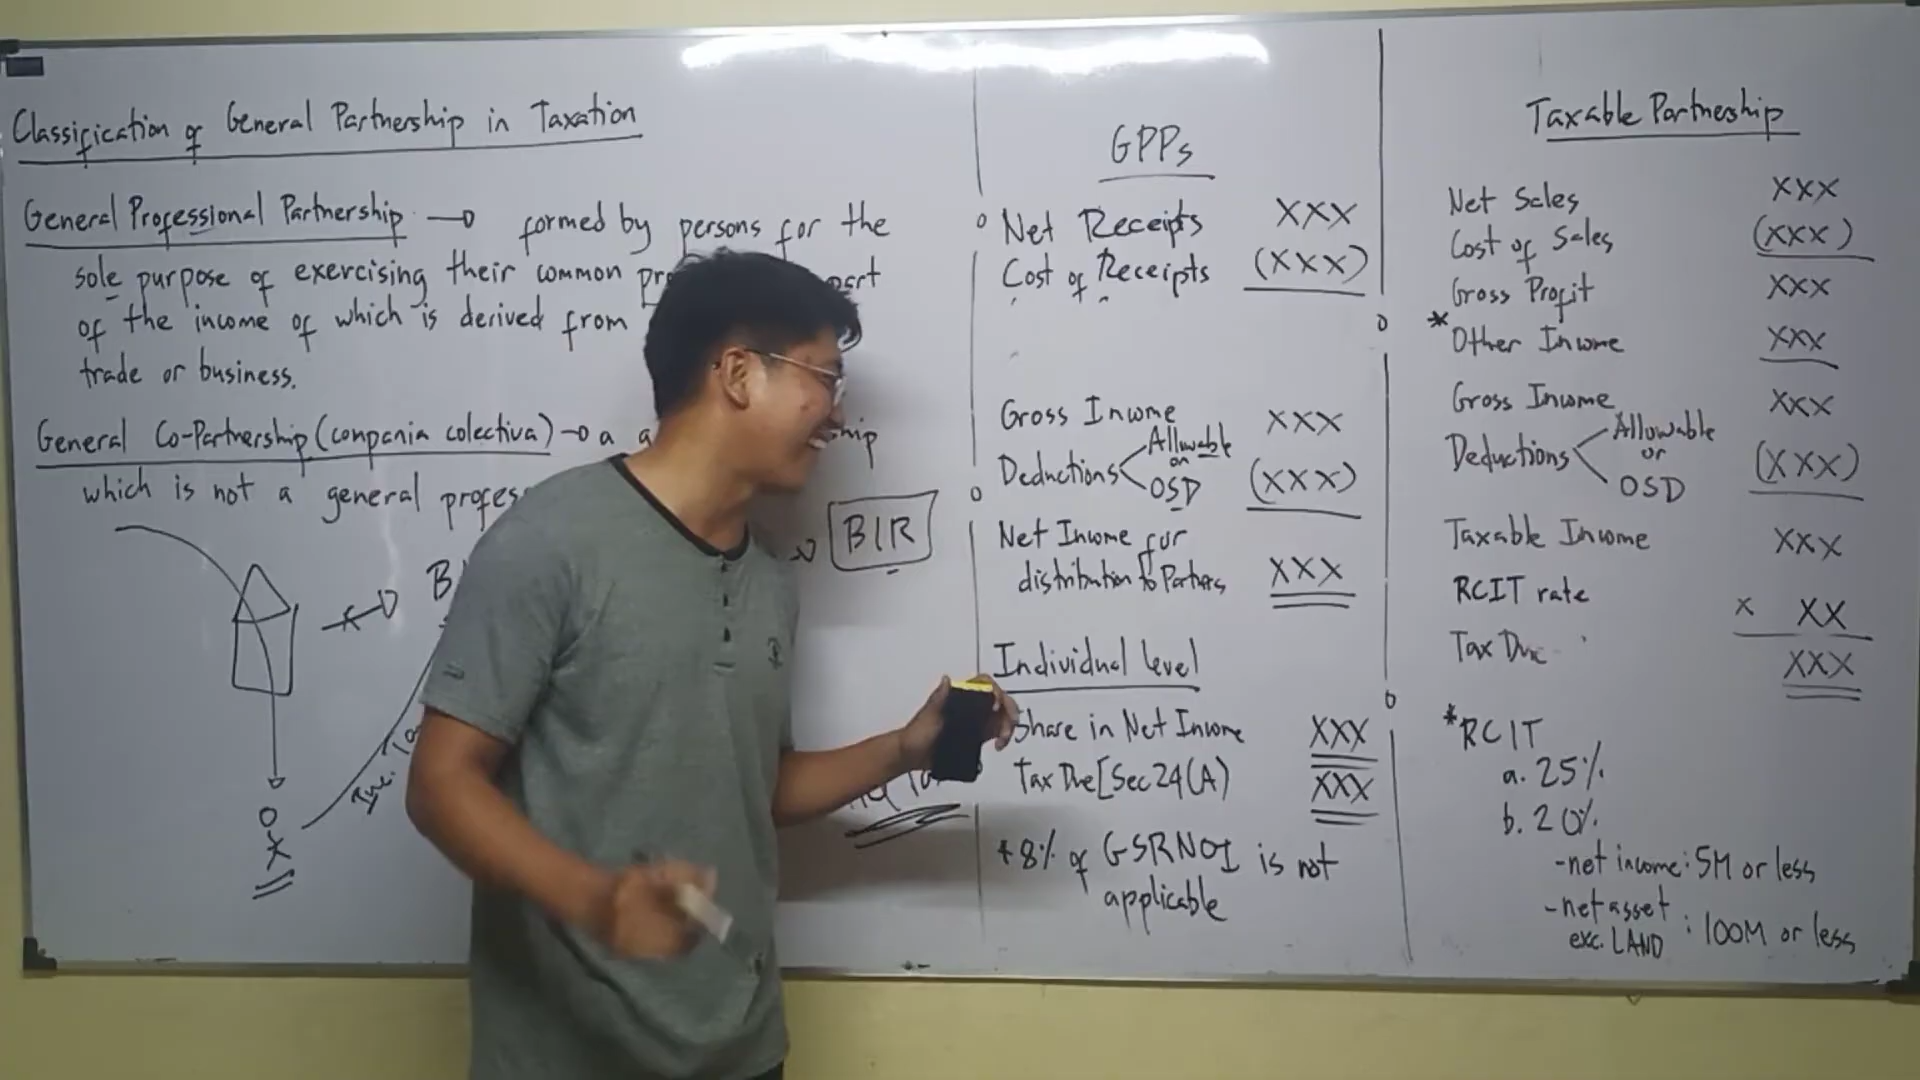 Classification of General Partnership in Taxation
General Professional Partnership formed by persons for the
sole purpose of exercising their common
of the income of which is derived from
trade or business.
General Co-Partnership (compania colectiva) a
which is not a general
BIR
GPPs
Net Receipts XXX
Cost of Receipts (XXX)
Gross Income XXX
Deductions Allowable or OSD (XXX)
Net Income for
distribution to Partners XXX
Individual level
Share in Net Income XXX
Tax Due [Sec 24(A) XXX
*8% of GSRNOI is not
applicable
Taxable Partnership
Net Sales XXX
Cost of Sales (XXX)
Gross Profit XXX
* Other Income XXX
Gross Income XXX
Deductions Allowable or OSD (XXX)
Taxable Income XXX
RCIT rate x XX
Tax Due XXX
*RCIT
a. 25%
b. 20%
-net income: 5M or less
-net asset
exc. LAND : 100M or less